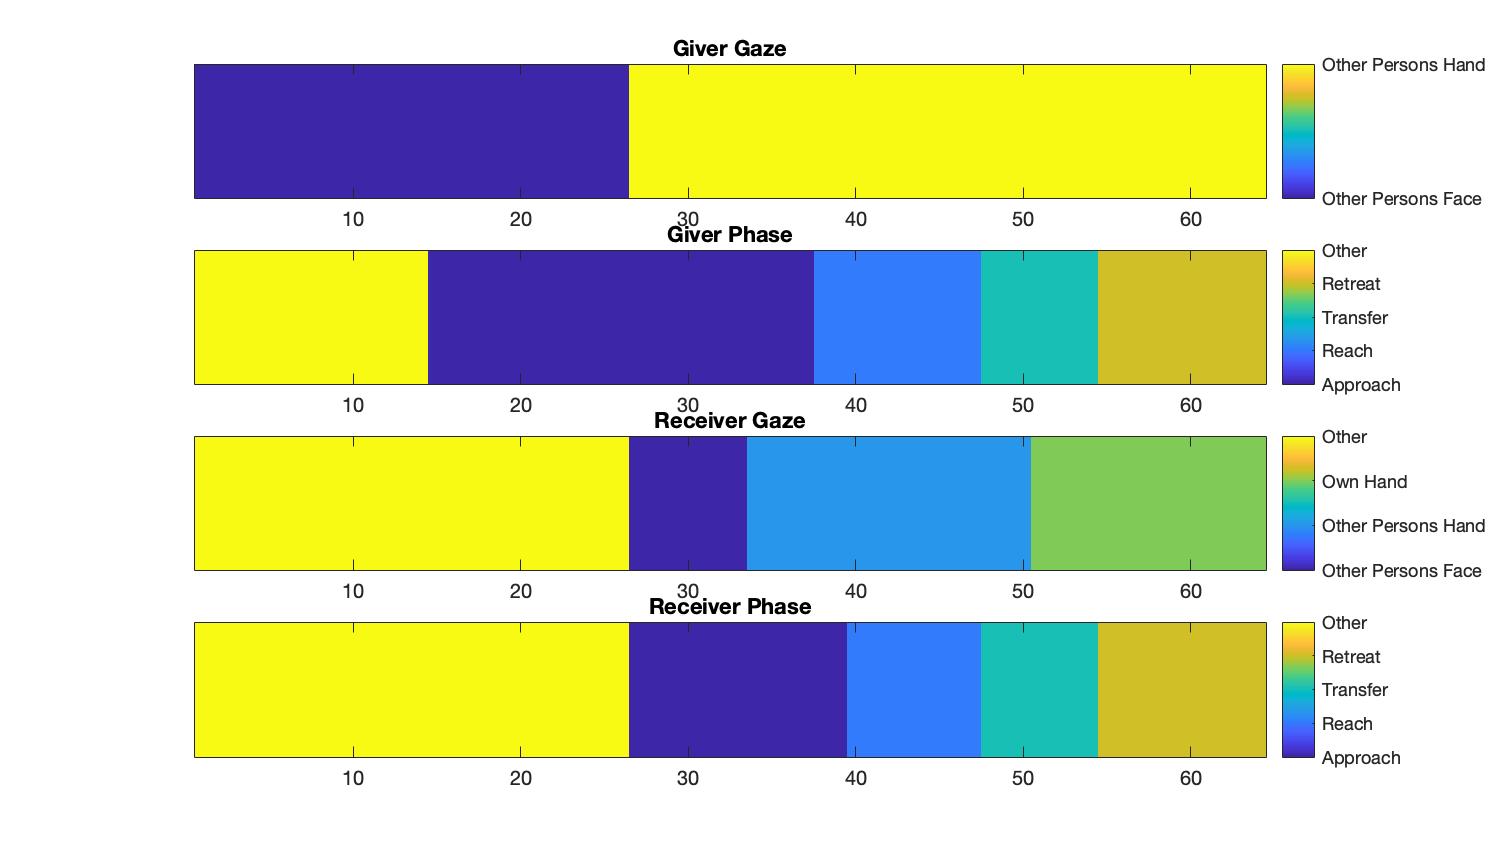 Giver Gaze
Other Persons Hand
Other Persons Face
10 20 30 40 50 60
Giver Phase
Other
Retreat
Transfer
Reach
Approach
10 20 30 40 50 60
Receiver Gaze
Other
Own Hand
Other Persons Hand
Other Persons Face
10 20 30 40 50 60
Receiver Phase
Other
Retreat
Transfer
Reach
Approach
10 20 30 40 50 60